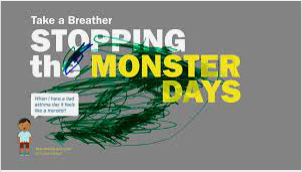 Take a Breather
STOPPING
the MONSTER
DAYS
When I have a bad
asthma day it feels
like a monster!